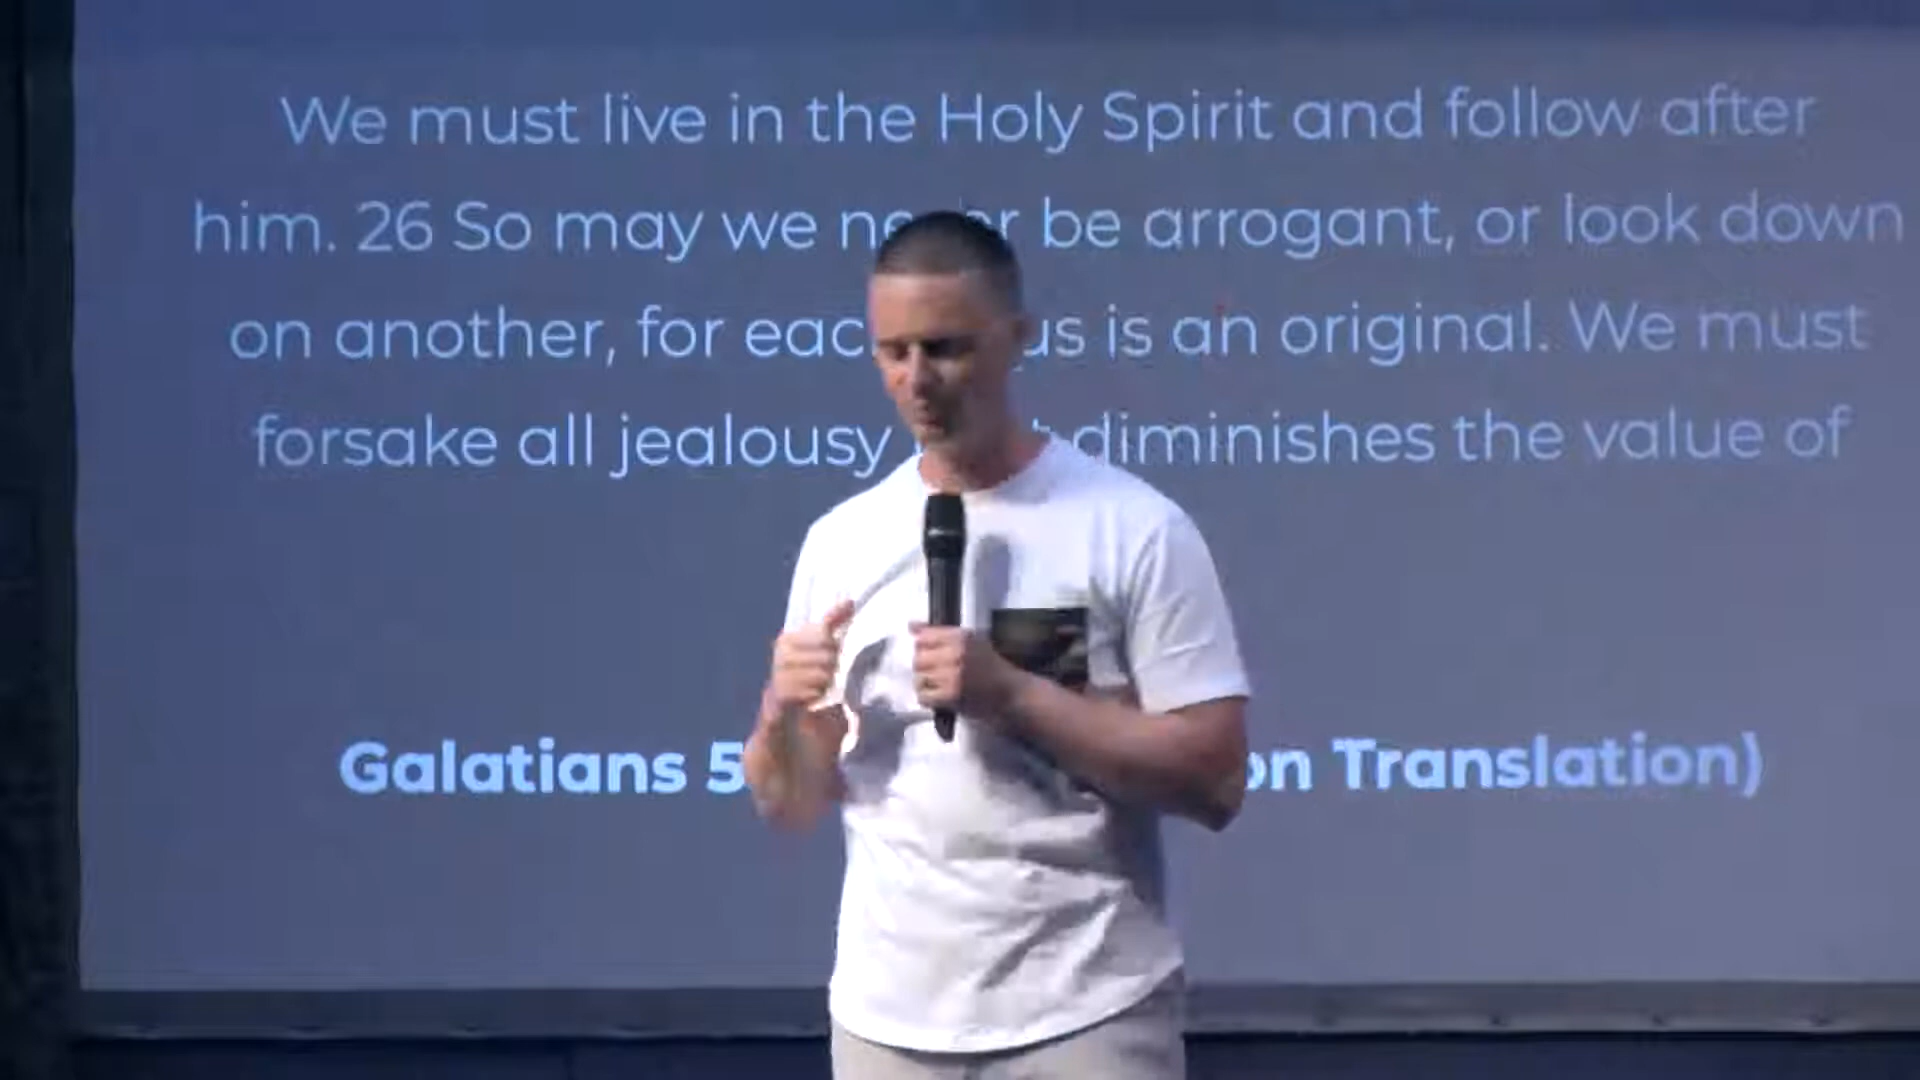 We must live in the Holy Spirit and follow after
him. 26 So may we never be arrogant, or look down
on another, for each us is an original. We must
forsake all jealousy diminishes the value of
Galatians 5 Translation)